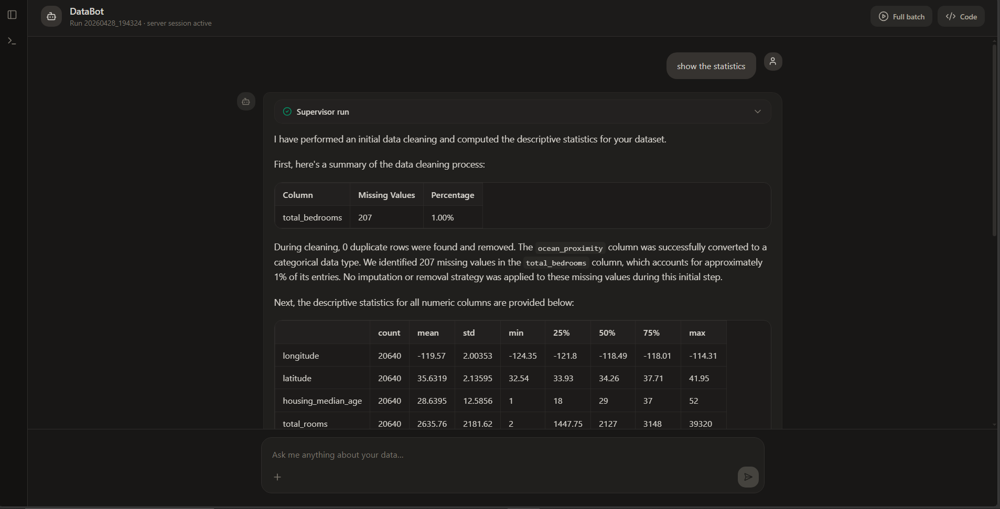 DataBot
Run 20260428_194324 · server session active
Full batch
Code
show the statistics
Supervisor run
I have performed an initial data cleaning and computed the descriptive statistics for your dataset.
First, here's a summary of the data cleaning process:
Column Missing Values Percentage
total_bedrooms 207 1.00%
During cleaning, 0 duplicate rows were found and removed. The ocean_proximity column was successfully converted to a
categorical data type. We identified 207 missing values in the total_bedrooms column, which accounts for approximately
1% of its entries. No imputation or removal strategy was applied to these missing values during this initial step.
Next, the descriptive statistics for all numeric columns are provided below:
count mean std min 25% 50% 75% max
longitude 20640 -119.57 2.00353 -124.35 -121.8 -118.49 -118.01 -114.31
latitude 20640 35.6319 2.13595 32.54 33.93 34.26 37.71 41.95
housing_median_age 20640 28.6395 12.5856 1 18 29 37 52
total_rooms 20640 2635.76 2181.62 2 1447.75 2127 3148 39320
Ask me anything about your data...